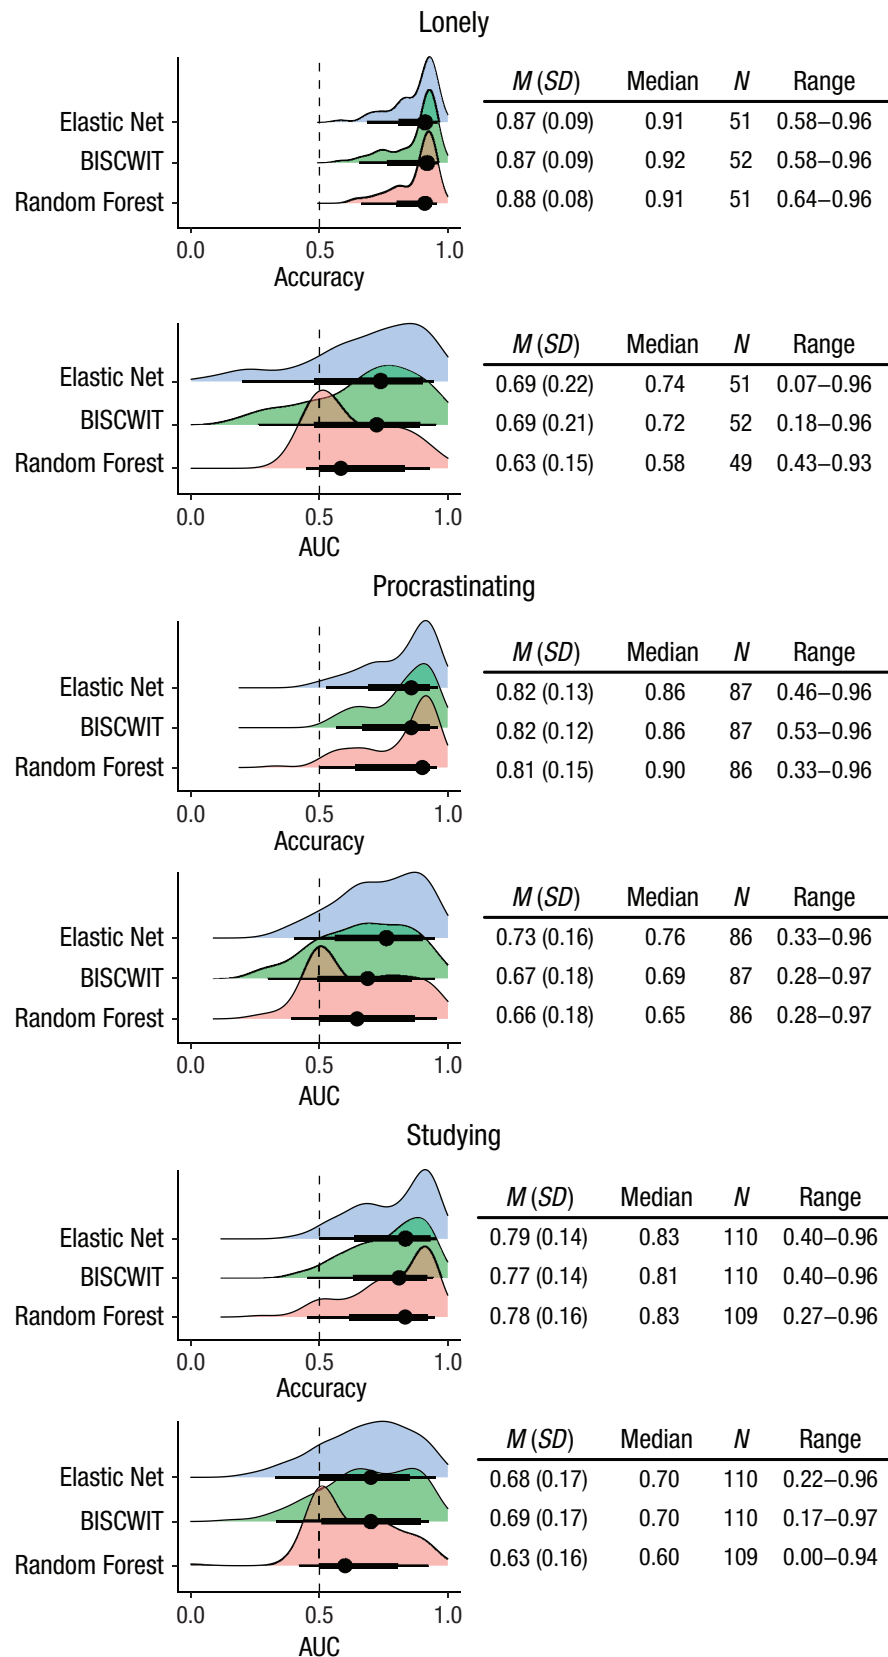 Lonely
M (SD) Median N Range
Elastic Net 0.87 (0.09) 0.91 51 0.58–0.96
BISCWIT 0.87 (0.09) 0.92 52 0.58–0.96
Random Forest 0.88 (0.08) 0.91 51 0.64–0.96
0.0 0.5 1.0
Accuracy
M (SD) Median N Range
Elastic Net 0.69 (0.22) 0.74 51 0.07–0.96
BISCWIT 0.69 (0.21) 0.72 52 0.18–0.96
Random Forest 0.63 (0.15) 0.58 49 0.43–0.93
0.0 0.5 1.0
AUC
Procrastinating
M (SD) Median N Range
Elastic Net 0.82 (0.13) 0.86 87 0.46–0.96
BISCWIT 0.82 (0.12) 0.86 87 0.53–0.96
Random Forest 0.81 (0.15) 0.90 86 0.33–0.96
0.0 0.5 1.0
Accuracy
M (SD) Median N Range
Elastic Net 0.73 (0.16) 0.76 86 0.33–0.96
BISCWIT 0.67 (0.18) 0.69 87 0.28–0.97
Random Forest 0.66 (0.18) 0.65 86 0.28–0.97
0.0 0.5 1.0
AUC
Studying
M (SD) Median N Range
Elastic Net 0.79 (0.14) 0.83 110 0.40–0.96
BISCWIT 0.77 (0.14) 0.81 110 0.40–0.96
Random Forest 0.78 (0.16) 0.83 109 0.27–0.96
0.0 0.5 1.0
Accuracy
M (SD) Median N Range
Elastic Net 0.68 (0.17) 0.70 110 0.22–0.96
BISCWIT 0.69 (0.17) 0.70 110 0.17–0.97
Random Forest 0.63 (0.16) 0.60 109 0.00–0.94
0.0 0.5 1.0
AUC